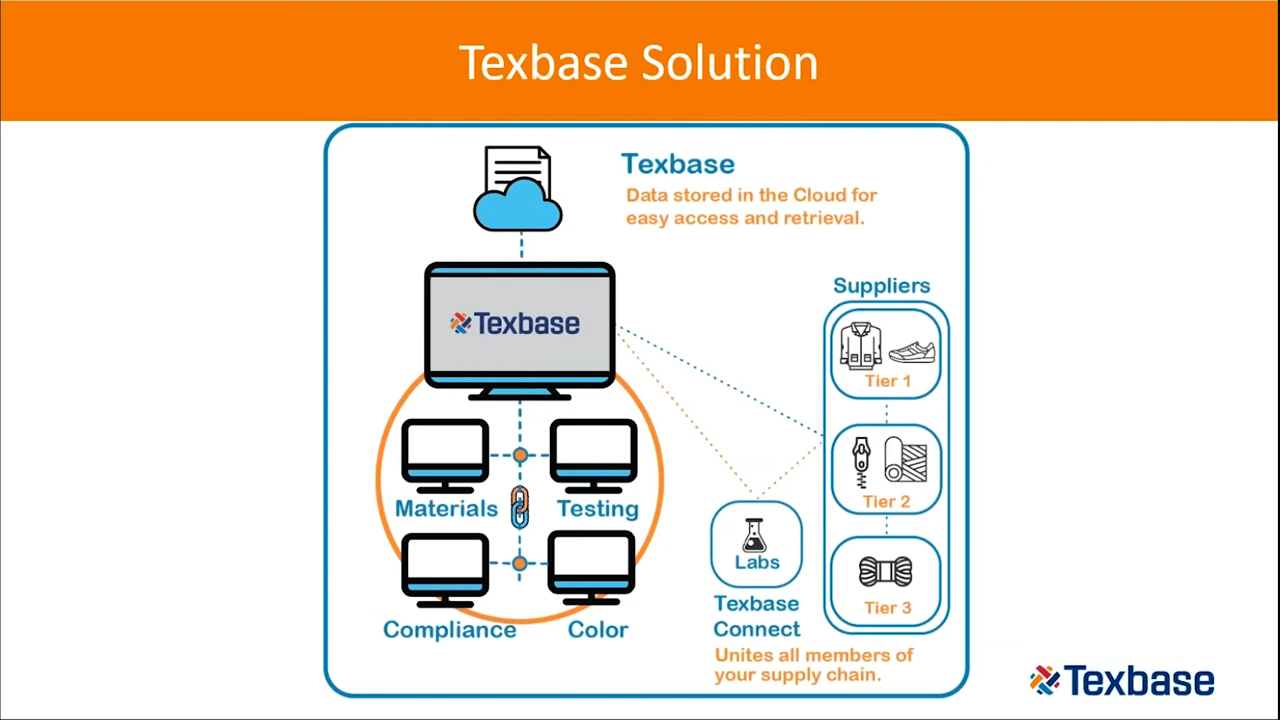 Texbase Solution
Texbase
Data stored in the Cloud for
easy access and retrieval.
Texbase
Suppliers
Tier 1
Tier 2
Tier 3
Materials
Testing
Compliance
Color
Labs
Texbase
Connect
Unites all members of
your supply chain.
Texbase